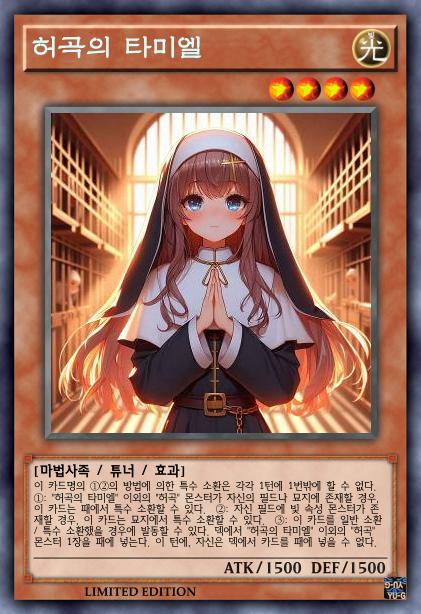 허곡의 타미엘
빛
光
[마법사족 / 튜너 / 효과]
이 카드명의 ①②의 방법에 의한 특수 소환은 각각 1턴에 1번밖에 할 수 없다.
①: "허곡의 타미엘" 이외의 "허곡" 몬스터가 자신의 필드나 묘지에 존재할 경우,
이 카드는 패에서 특수 소환할 수 있다. ②: 자신 필드에 빛 속성 몬스터가 존
재할 경우, 이 카드는 묘지에서 특수 소환할 수 있다. ③: 이 카드를 일반 소환
/ 특수 소환했을 경우에 발동할 수 있다. 덱에서 "허곡의 타미엘" 이외의 "허곡"
몬스터 1장을 패에 넣는다. 이 턴에, 자신은 덱에서 카드를 패에 넣을 수 없다.
ATK/1500 DEF/1500
LIMITED EDITION